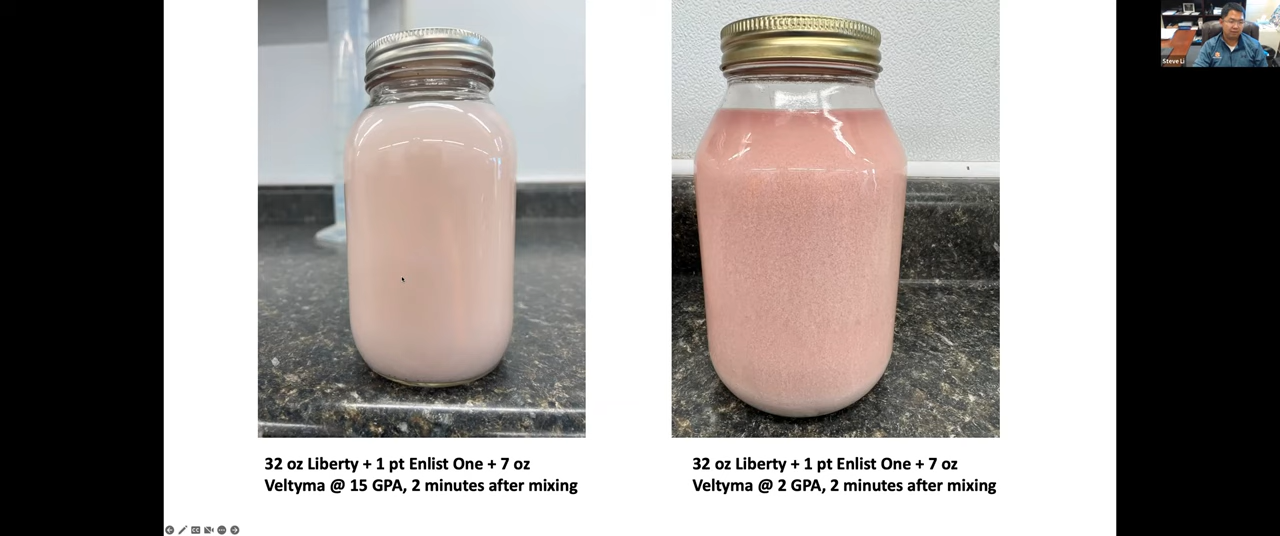 Steve Li
32 oz Liberty + 1 pt Enlist One + 7 oz
Veltyma @ 15 GPA, 2 minutes after mixing
32 oz Liberty + 1 pt Enlist One + 7 oz
Veltyma @ 2 GPA, 2 minutes after mixing